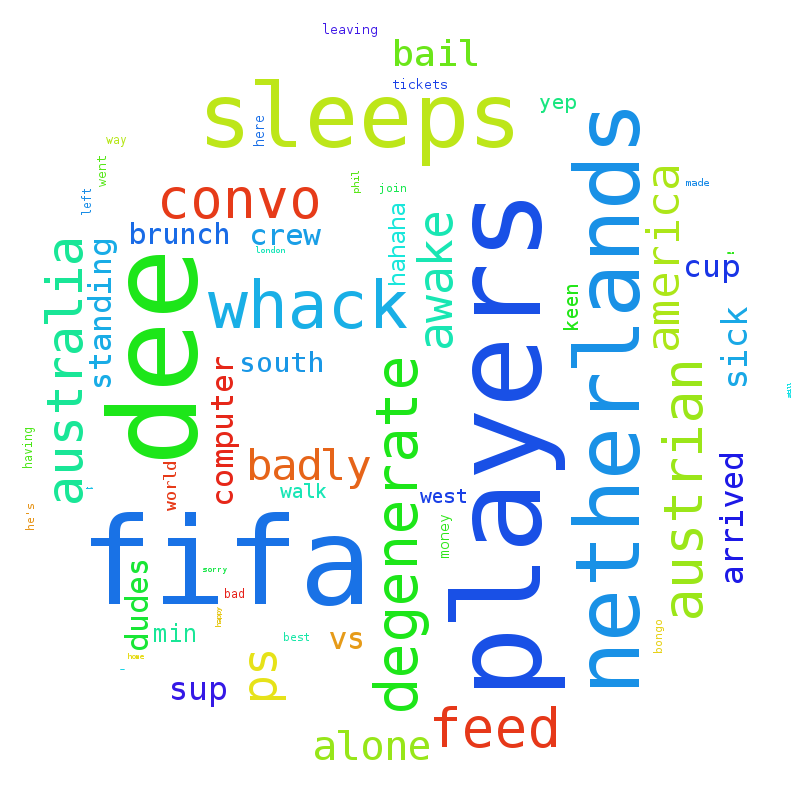 leaving
bail
tickets
sleeps
yep
here
way
went
phil
join
made
left
convo
brunch
crew
london
hahaha
awake
players
netherlands
america
cup
australia
standing
dee
whack
keen
sick
south
computer
degenerate
austrian
badly
world
walk
west
arrived
having
he's
fifa
money
dudes
sorry
bad
happy
min
best
vs
bongo
home
sup
ps
alone
feed